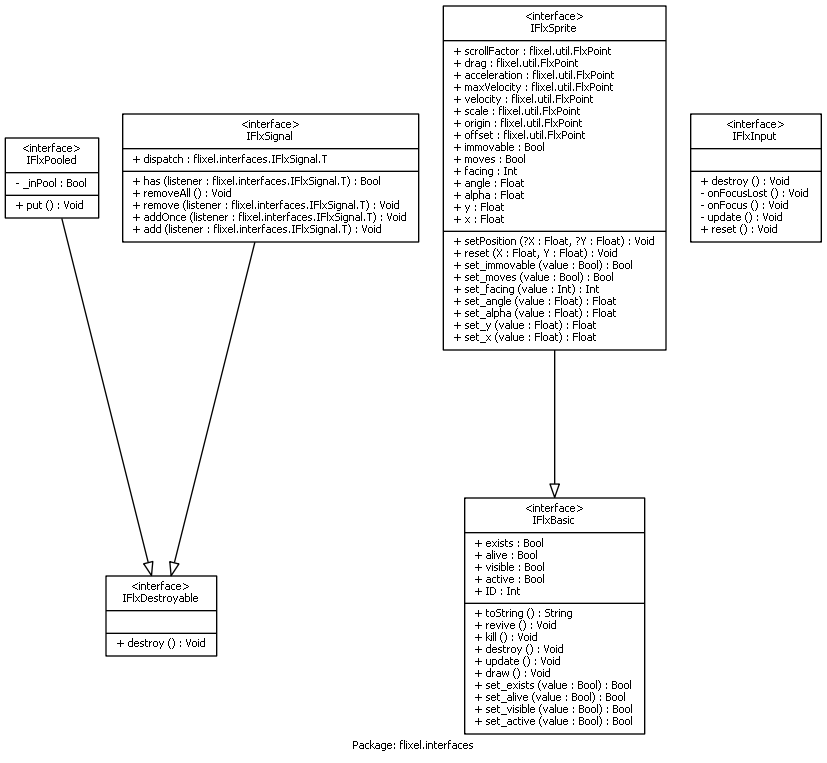 <interface>
IFlxPooled
- _inPool : Bool
+ put () : Void
<interface>
IFlxSignal
+ dispatch : flixel.interfaces.IFlxSignal.T
+ has (listener : flixel.interfaces.IFlxSignal.T) : Bool
+ removeAll () : Void
+ remove (listener : flixel.interfaces.IFlxSignal.T) : Void
+ addOnce (listener : flixel.interfaces.IFlxSignal.T) : Void
+ add (listener : flixel.interfaces.IFlxSignal.T) : Void
<interface>
IFlxSprite
+ scrollFactor : flixel.util.FlxPoint
+ drag : flixel.util.FlxPoint
+ acceleration : flixel.util.FlxPoint
+ maxVelocity : flixel.util.FlxPoint
+ velocity : flixel.util.FlxPoint
+ scale : flixel.util.FlxPoint
+ origin : flixel.util.FlxPoint
+ offset : flixel.util.FlxPoint
+ immovable : Bool
+ moves : Bool
+ facing : Int
+ angle : Float
+ alpha : Float
+ y : Float
+ x : Float
+ setPosition (?X : Float, ?Y : Float) : Void
+ reset (X : Float, Y : Float) : Void
+ set_immovable (value : Bool) : Bool
+ set_moves (value : Bool) : Bool
+ set_facing (value : Int) : Int
+ set_angle (value : Float) : Float
+ set_alpha (value : Float) : Float
+ set_y (value : Float) : Float
+ set_x (value : Float) : Float
<interface>
IFlxInput
+ destroy () : Void
- onFocusLost () : Void
- onFocus () : Void
- update () : Void
+ reset () : Void
<interface>
IFlxDestroyable
+ destroy () : Void
<interface>
IFlxBasic
+ exists : Bool
+ alive : Bool
+ visible : Bool
+ active : Bool
+ ID : Int
+ toString () : String
+ revive () : Void
+ kill () : Void
+ destroy () : Void
+ update () : Void
+ draw () : Void
+ set_exists (value : Bool) : Bool
+ set_alive (value : Bool) : Bool
+ set_visible (value : Bool) : Bool
+ set_active (value : Bool) : Bool
Package: flixel.interfaces